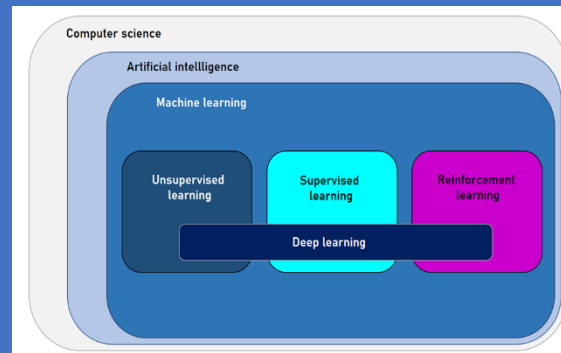 Computer science
Artificial intellligence
Machine learning
Unsupervised
learning
Supervised
learning
Reinforcement
learning
Deep learning